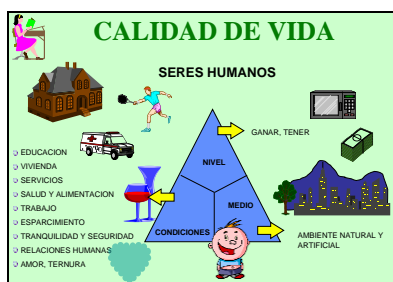 CALIDAD DE VIDA
SERES HUMANOS
GANAR, TENER
NIVEL
EDUCACION
VIVIENDA
SERVICIOS
SALUD Y ALIMENTACION
TRABAJO
ESPARCIMIENTO
TRANQUILIDAD Y SEGURIDAD
RELACIONES HUMANAS
AMOR, TERNURA
MEDIO
CONDICIONES
AMBIENTE NATURAL Y
ARTIFICIAL